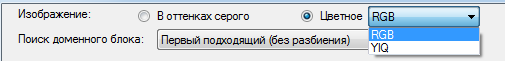 Изображение: В оттенках серого Цветное RGB
RGB
Поиск доменного блока: Первый подходящий (без разбиения)
YIQ